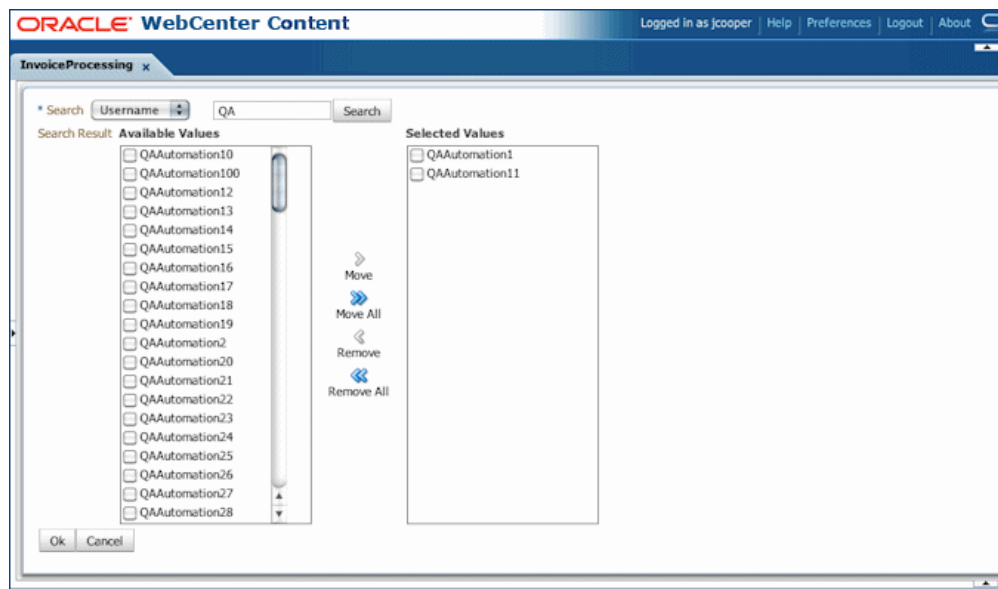 ORACLE WebCenter Content
Logged in as jcooper Help Preferences Logout About
InvoiceProcessing x
* Search Username QA Search
Search Result Available Values
QAAutomation10
QAAutomation100
QAAutomation12
QAAutomation13
QAAutomation14
QAAutomation15
QAAutomation16
QAAutomation17
QAAutomation18
QAAutomation19
QAAutomation2
QAAutomation20
QAAutomation21
QAAutomation22
QAAutomation23
QAAutomation24
QAAutomation25
QAAutomation26
QAAutomation27
QAAutomation28
Move
Move All
Remove
Remove All
Selected Values
QAAutomation1
QAAutomation11
Ok Cancel